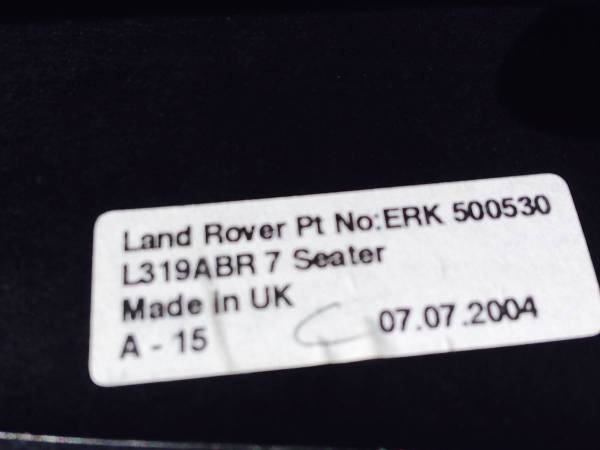 Land Rover Pt No:ERK 500530
L319ABR 7 Seater
Made in UK
A - 15 07.07.2004